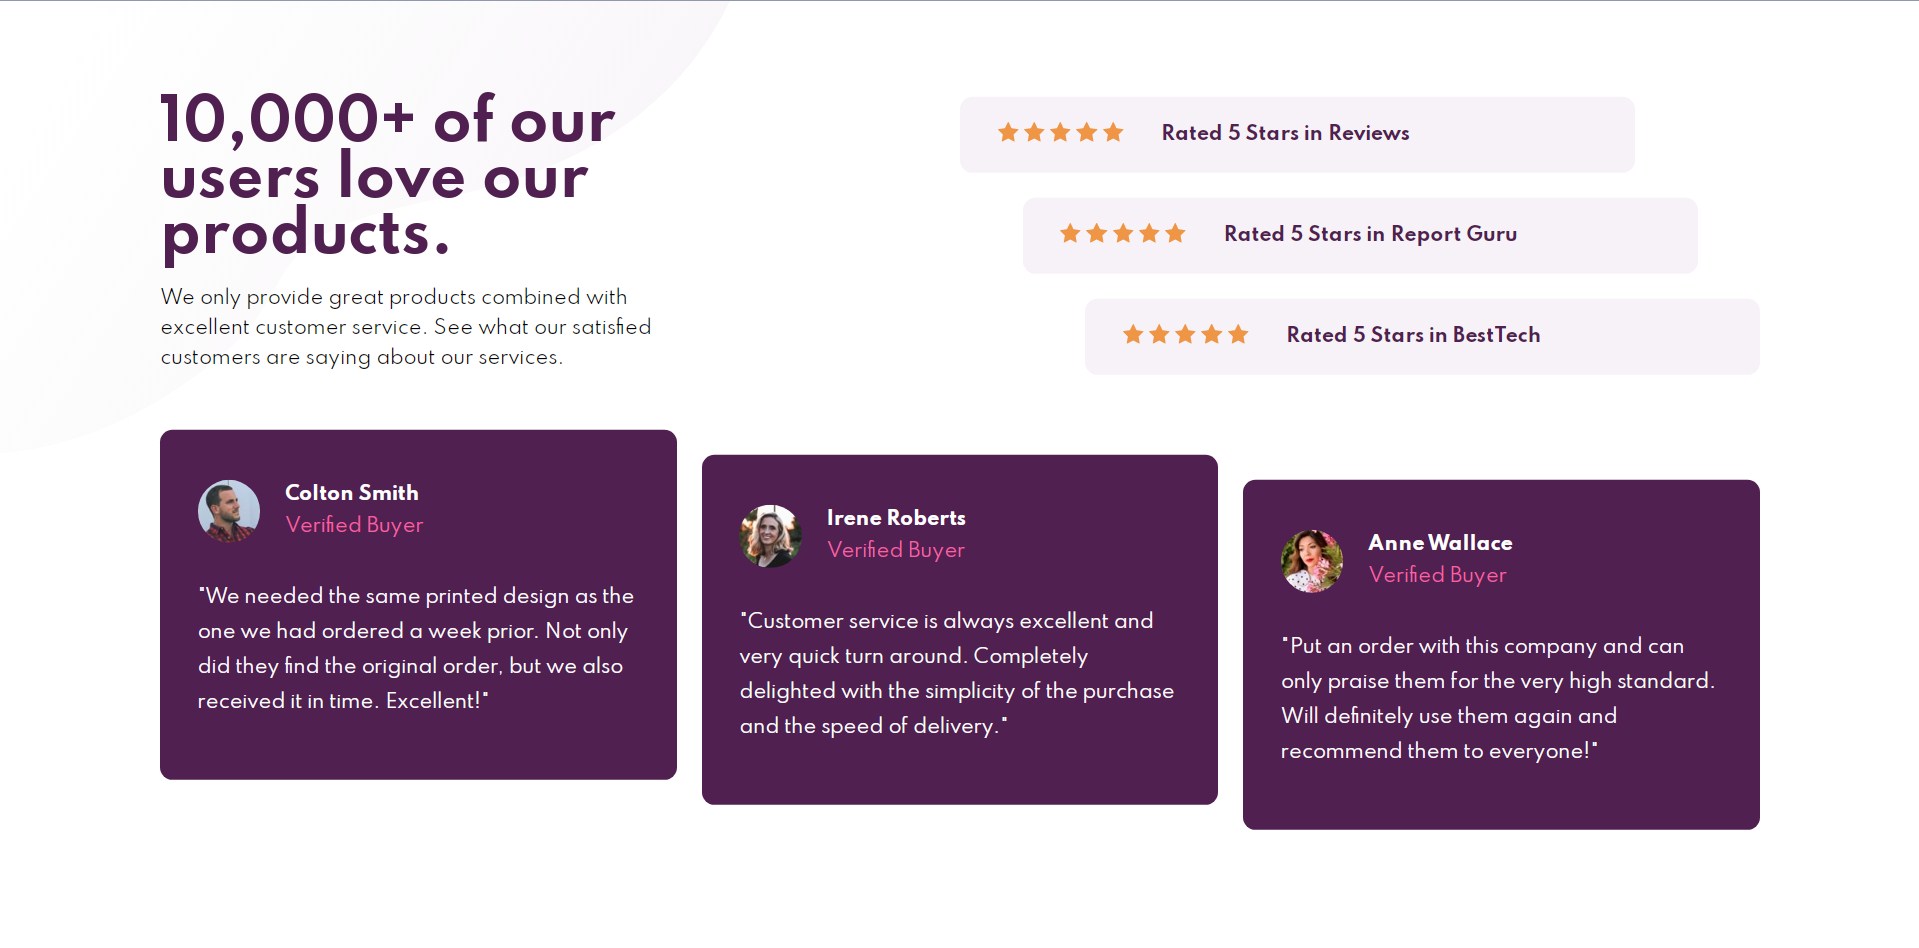 10,000+ of our
users love our
products.
We only provide great products combined with
excellent customer service. See what our satisfied
customers are saying about our services.
Rated 5 Stars in Reviews
Rated 5 Stars in Report Guru
Rated 5 Stars in BestTech
Colton Smith
Verified Buyer
"We needed the same printed design as the
one we had ordered a week prior. Not only
did they find the original order, but we also
received it in time. Excellent!"
Irene Roberts
Verified Buyer
"Customer service is always excellent and
very quick turn around. Completely
delighted with the simplicity of the purchase
and the speed of delivery."
Anne Wallace
Verified Buyer
"Put an order with this company and can
only praise them for the very high standard.
Will definitely use them again and
recommend them to everyone!"